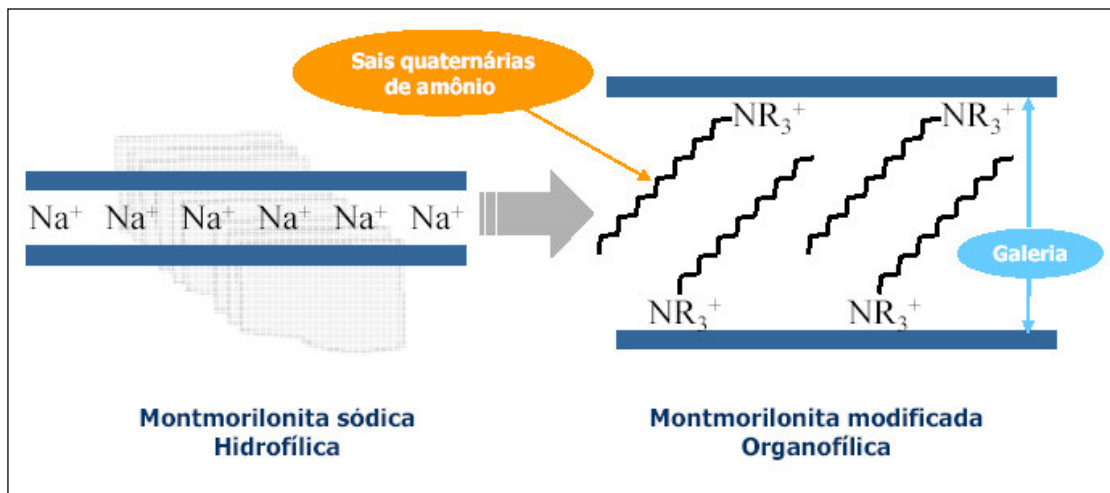 Sais quaternárias
de amônio
Na⁺ Na⁺ Na⁺ Na⁺ Na⁺ Na⁺
NR₃⁺ NR₃⁺
Galeria
NR₃⁺ NR₃⁺
Montmorilonita sódica
Hidrofílica
Montmorilonita modificada
Organofílica